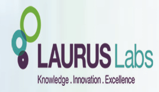 LAURUS Labs
Knowledge . Innovation . Excellence